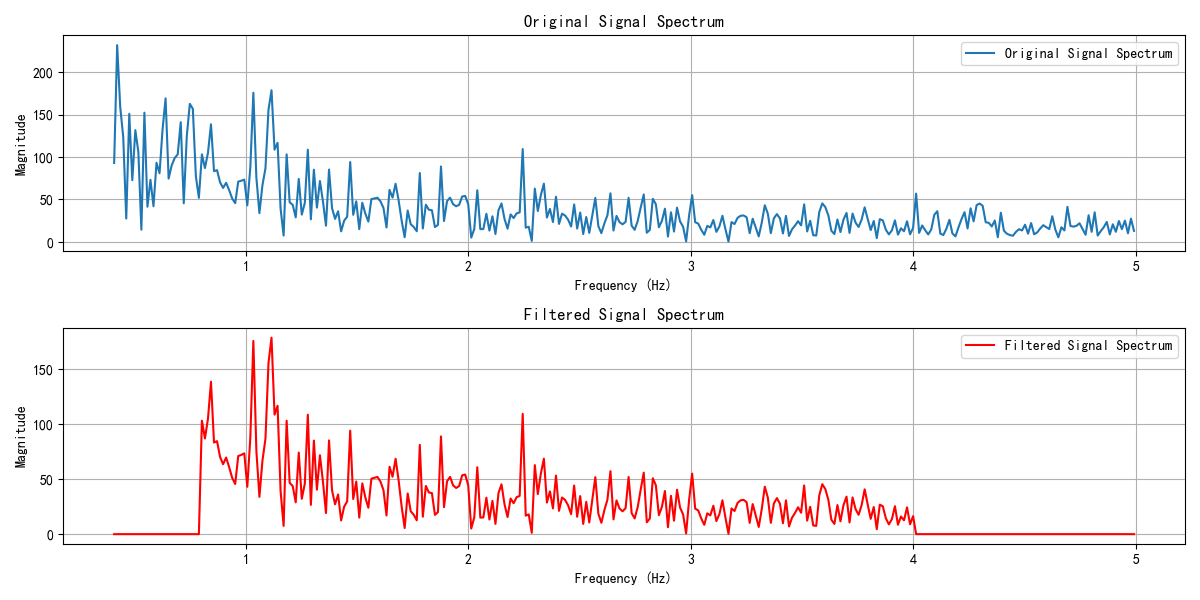 Original Signal Spectrum
Original Signal Spectrum
200
150
100
50
0
Magnitude
1 2 3 4 5
Frequency (Hz)
Filtered Signal Spectrum
Filtered Signal Spectrum
150
100
50
0
Magnitude
1 2 3 4 5
Frequency (Hz)